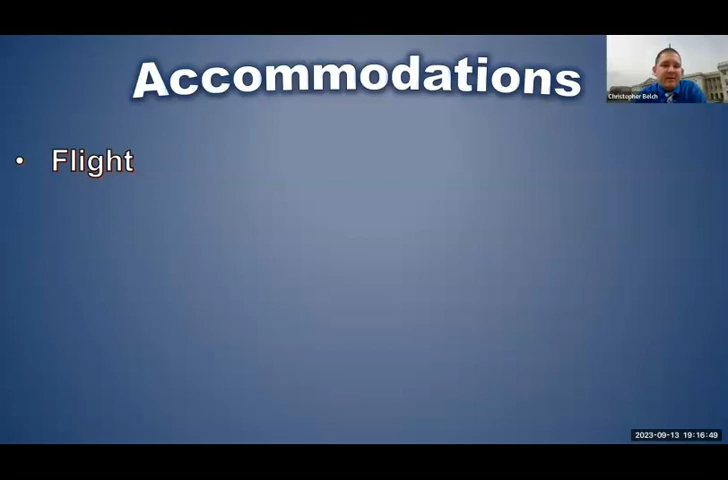 Accommodations
Christopher Belch
• Flight
2023-09-13 19:16:49